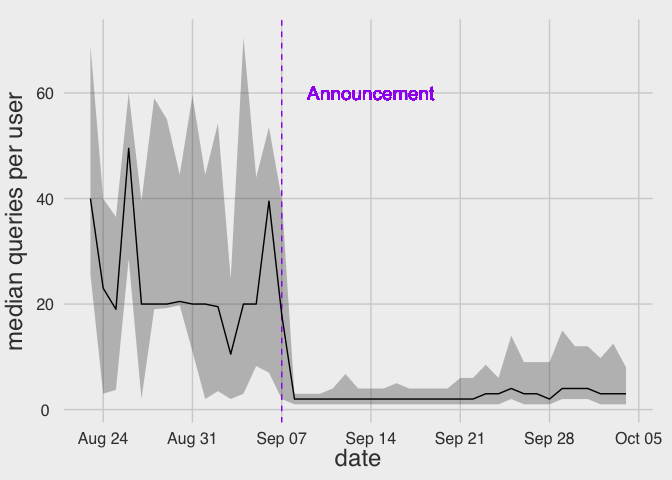 Announcement
median queries per user
60
40
20
0
Aug 24 Aug 31 Sep 07 Sep 14 Sep 21 Sep 28 Oct 05
date